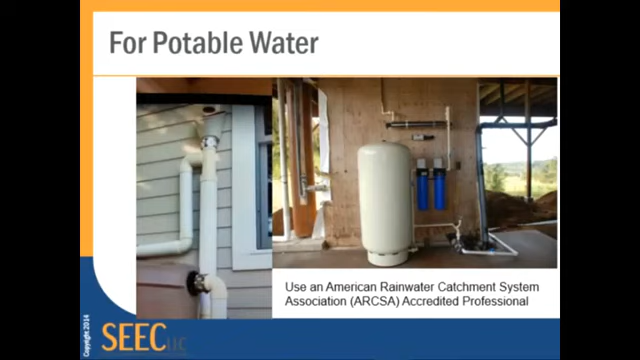 For Potable Water
Use an American Rainwater Catchment System
Association (ARCSA) Accredited Professional
Copyright 2014
SEEC LLC